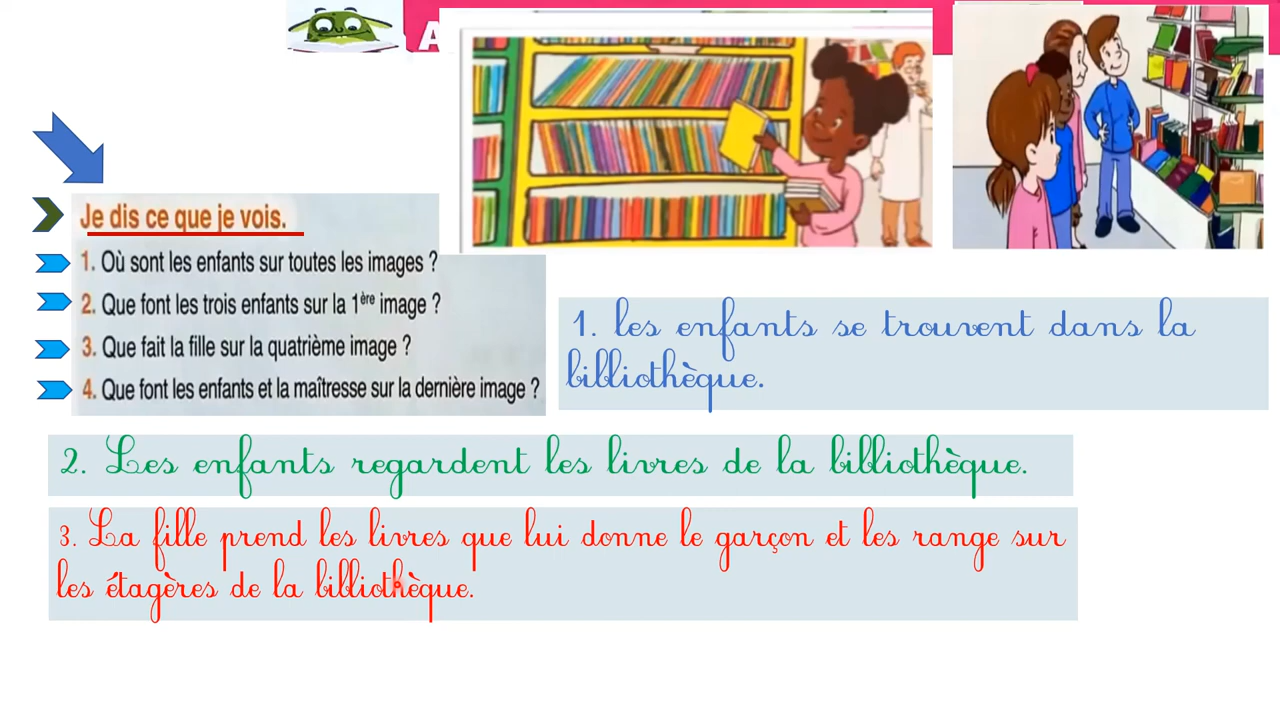 A
Je dis ce que je vois.
1. Où sont les enfants sur toutes les images ?
2. Que font les trois enfants sur la 1ère image ?
3. Que fait la fille sur la quatrième image ?
4. Que font les enfants et la maîtresse sur la dernière image ?
1. les enfants se trouvent dans la
bibliothèque.
2. Les enfants regardent les livres de la bibliothèque.
3. La fille prend les livres que lui donne le garçon et les range sur
les étagères de la bibliothèque.